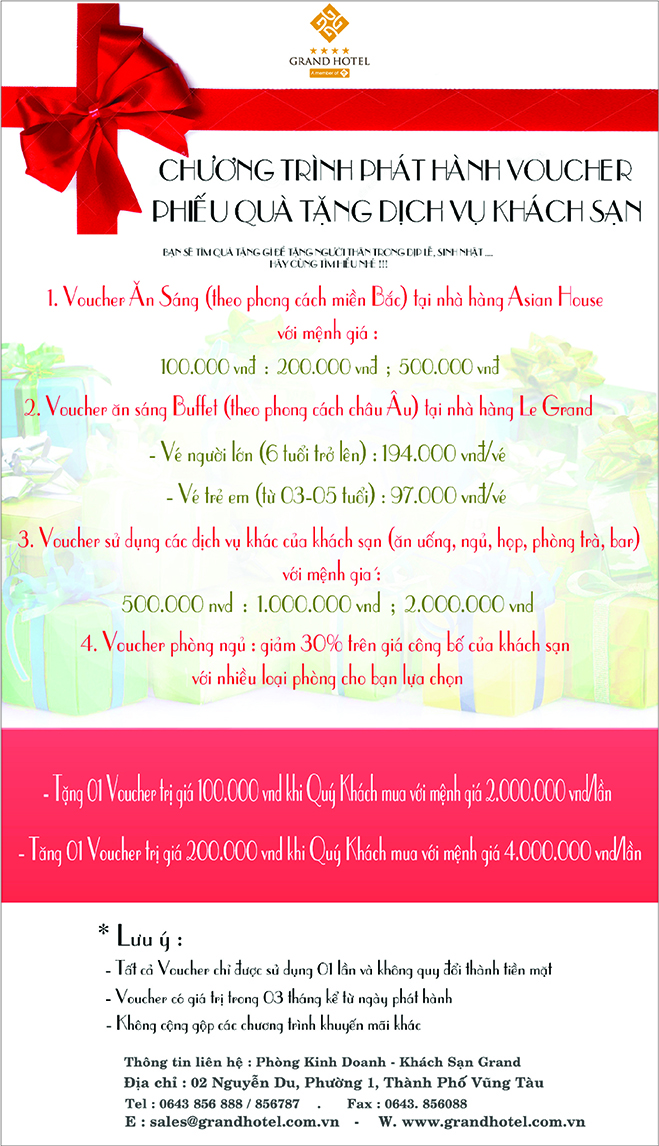 GRAND HOTEL
A member of
CHƯƠNG TRÌNH PHÁT HÀNH VOUCHER
PHIẾU QUÀ TẶNG DỊCH VỤ KHÁCH SẠN
BẠN SẼ TÌM QUÀ TẶNG GÌ ĐỂ TẶNG NGƯỜI THÂN TRONG DỊP LỄ, SINH NHẬT ....
HÃY CÙNG TÌM HIỂU NHÉ !!!
1. Voucher Ăn Sáng (theo phong cách miền Bắc) tại nhà hàng Asian House
với mệnh giá :
100.000 vnđ : 200.000 vnđ ; 500.000 vnđ
2. Voucher ăn sáng Buffet (theo phong cách châu Âu) tại nhà hàng Le Grand
- Vé người lớn (6 tuổi trở lên) : 194.000 vnđ/vé
- Vé trẻ em (từ 03-05 tuổi) : 97.000 vnđ/vé
3. Voucher sử dụng các dịch vụ khác của khách sạn (ăn uống, ngủ, họp, phòng trà, bar)
với mệnh gia´:
500.000 nvd : 1.000.000 vnd ; 2.000.000 vnd
4. Voucher phòng ngủ : giảm 30% trên giá công bố của khách sạn
với nhiều loại phòng cho bạn lựa chọn
- Tặng 01 Voucher trị giá 100.000 vnd khi Quý Khách mua với mệnh giá 2.000.000 vnd/lần
- Tăng 01 Voucher trị giá 200.000 vnd khi Quý Khách mua với mệnh giá 4.000.000 vnd/lần
* Lưu ý :
- Tất cả Voucher chỉ được sử dụng 01 lần và không quy đổi thành tiền mặt
- Voucher có giá trị trong 03 tháng kể từ ngày phát hành
- Không cộng gộp các chương trình khuyến mãi khác
Thông tin liên hệ : Phòng Kinh Doanh - Khách Sạn Grand
Địa chỉ : 02 Nguyễn Du, Phường 1, Thành Phố Vũng Tàu
Tel : 0643 856 888 / 856787 . Fax : 0643. 856088
E : sales@grandhotel.com.vn - W. www.grandhotel.com.vn